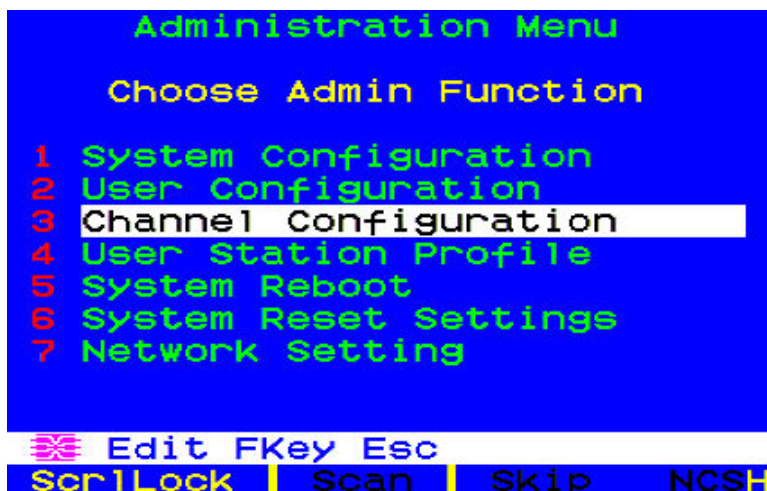 Administration Menu
Choose Admin Function
1 System Configuration
2 User Configuration
3 Channel Configuration
4 User Station Profile
5 System Reboot
6 System Reset Settings
7 Network Setting
Edit FKey Esc
ScrlLock Scan Skip NCSH